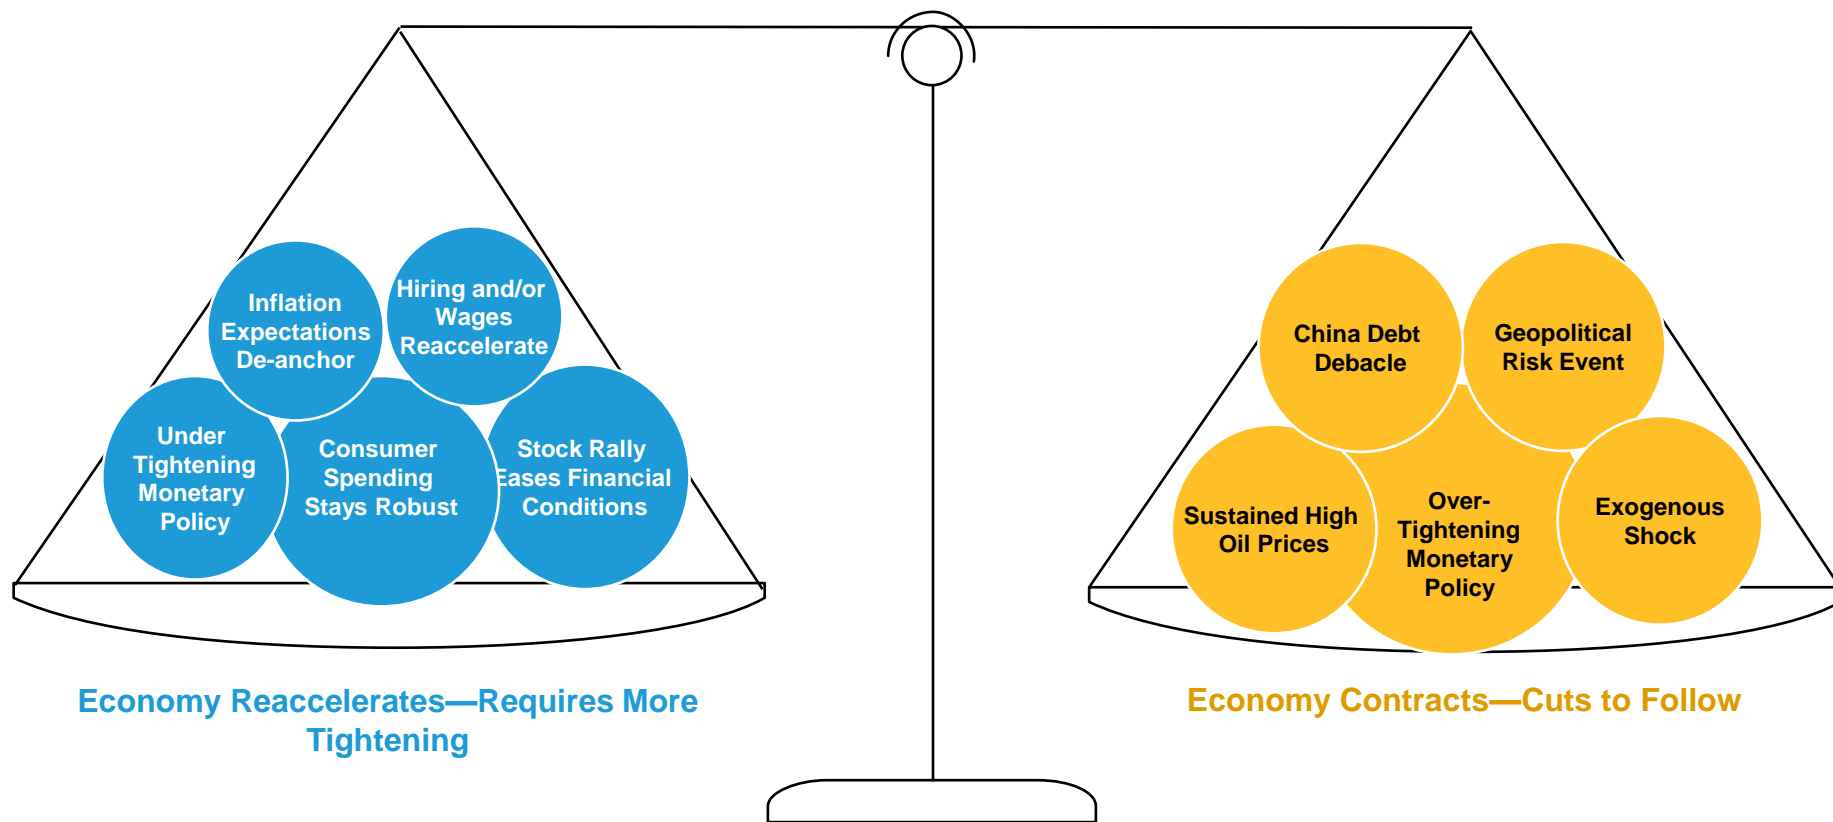 Inflation
Expectations
De-anchor
Hiring and/or
Wages
Reaccelerate
Under
Tightening
Monetary
Policy
Consumer
Spending
Stays Robust
Stock Rally
Eases Financial
Conditions
Economy Reaccelerates—Requires More
Tightening
China Debt
Debacle
Geopolitical
Risk Event
Sustained High
Oil Prices
Over-
Tightening
Monetary
Policy
Exogenous
Shock
Economy Contracts—Cuts to Follow